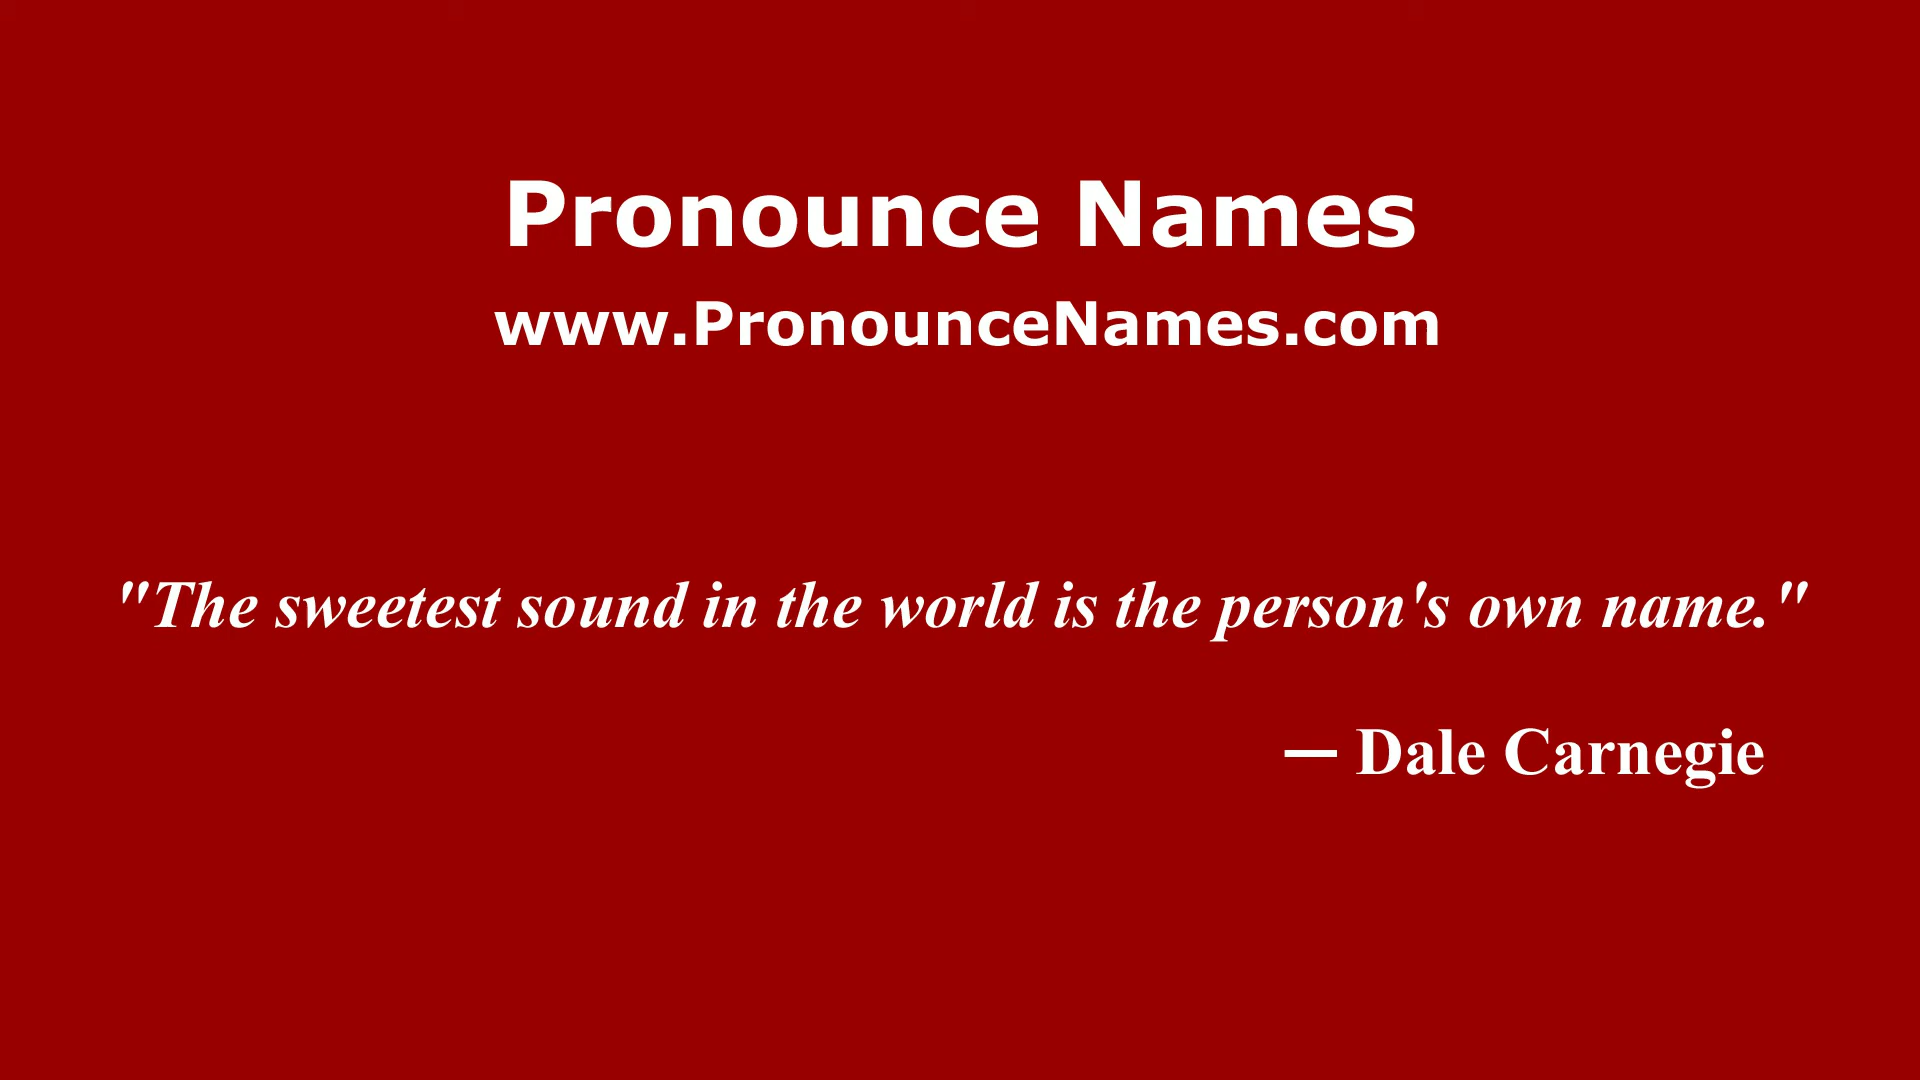 Pronounce Names
www.PronounceNames.com
"The sweetest sound in the world is the person's own name."
— Dale Carnegie